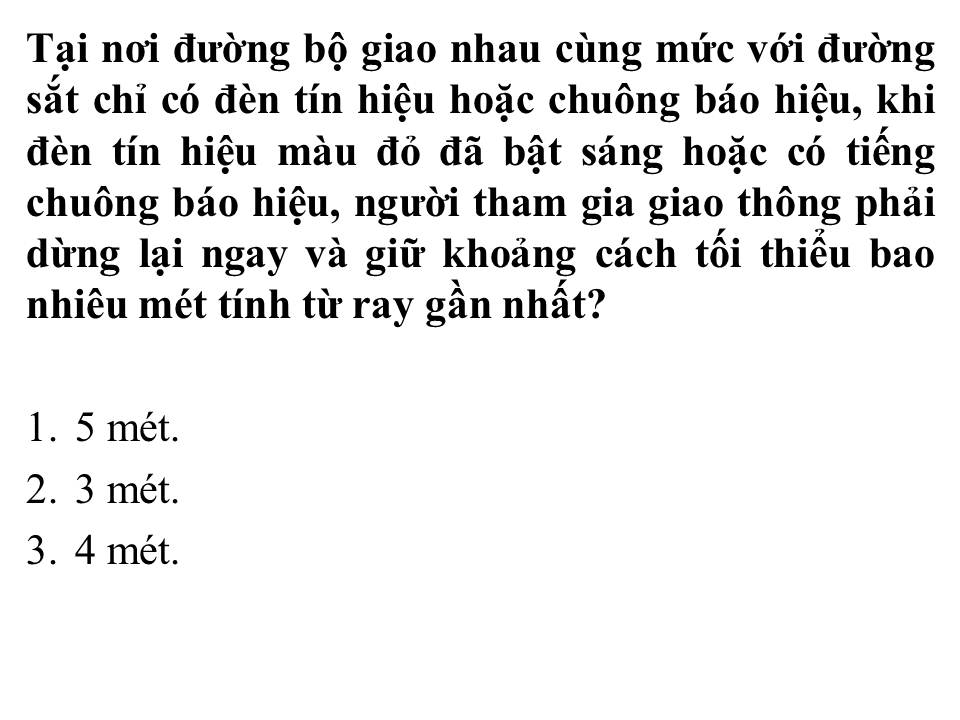 Tại nơi đường bộ giao nhau cùng mức với đường
sắt chỉ có đèn tín hiệu hoặc chuông báo hiệu, khi
đèn tín hiệu màu đỏ đã bật sáng hoặc có tiếng
chuông báo hiệu, người tham gia giao thông phải
dừng lại ngay và giữ khoảng cách tối thiểu bao
nhiêu mét tính từ ray gần nhất?
1. 5 mét.
2. 3 mét.
3. 4 mét.